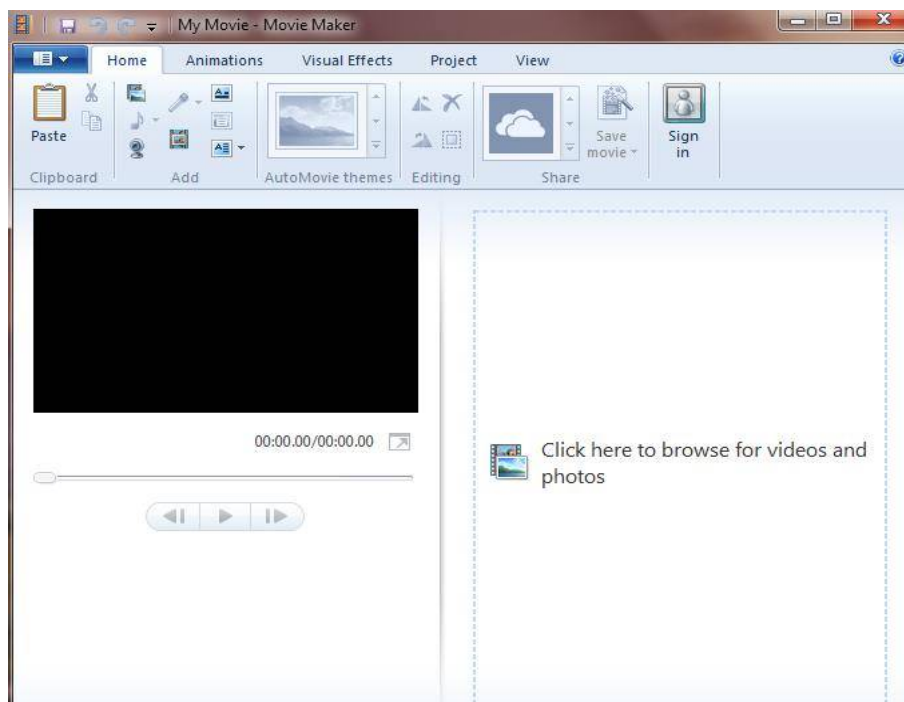 My Movie - Movie Maker
Home Animations Visual Effects Project View
Paste
Save movie
Sign in
Clipboard Add AutoMovie themes Editing Share
00:00.00/00:00.00
Click here to browse for videos and
photos